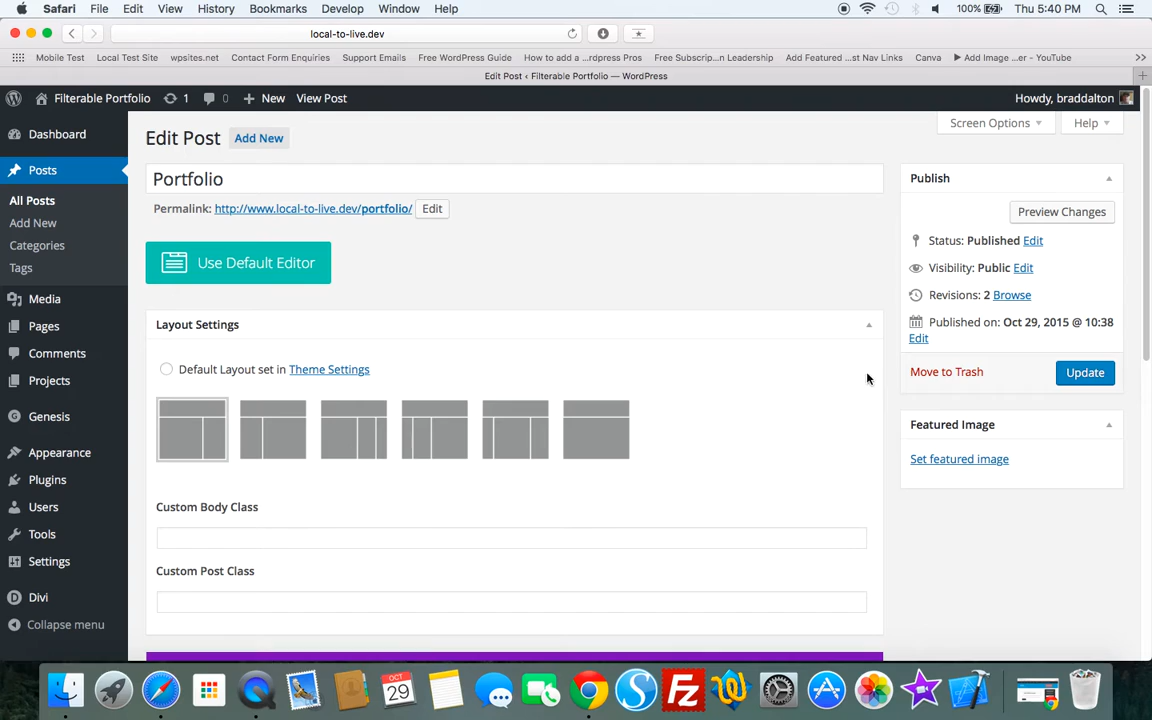 Safari File Edit View History Bookmarks Develop Window Help 100% Thu 5:40 PM
local-to-live.dev
Mobile Test Local Test Site wpsites.net Contact Form Enquiries Support Emails Free WordPress Guide How to add a ...rdpress Pros Free Subscrip...n Leadership Add Featured ...st Nav Links Canva ▶ Add Image ...er - YouTube >>
Edit Post ‹ Filterable Portfolio — WordPress
Filterable Portfolio 1 0 + New View Post Howdy, braddalton
Dashboard
Posts
All Posts
Add New
Categories
Tags
Media
Pages
Comments
Projects
Genesis
Appearance
Plugins
Users
Tools
Settings
Divi
Collapse menu
Edit Post Add New
Screen Options Help
Portfolio
Permalink: http://www.local-to-live.dev/portfolio/ Edit
Use Default Editor
Layout Settings
Default Layout set in Theme Settings
Custom Body Class
Custom Post Class
Publish
Preview Changes
Status: Published Edit
Visibility: Public Edit
Revisions: 2 Browse
Published on: Oct 29, 2015 @ 10:38
Edit
Move to Trash Update
Featured Image
Set featured image
OCT
29